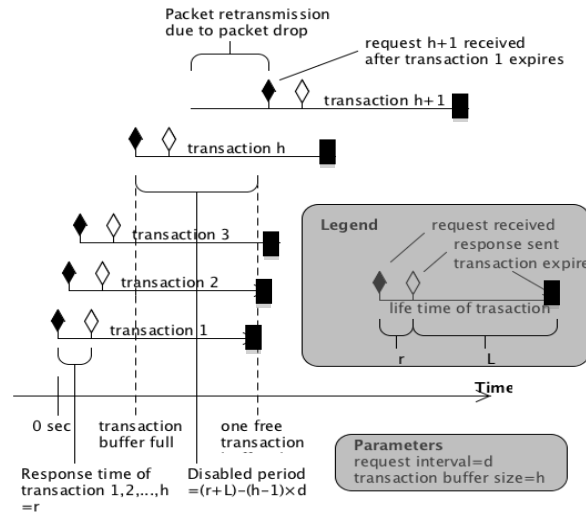 Packet retransmission
due to packet drop
request h+1 received
after transaction 1 expires
transaction h+1
transaction h
transaction 3
transaction 2
transaction 1
Legend
request received
response sent
transaction expire
life time of trasaction
r
L
Time
0 sec
transaction
buffer full
one free
transaction
Response time of
transaction 1,2,...,h
=r
Disabled period
=(r+L)-(h-1)×d
Parameters
request interval=d
transaction buffer size=h